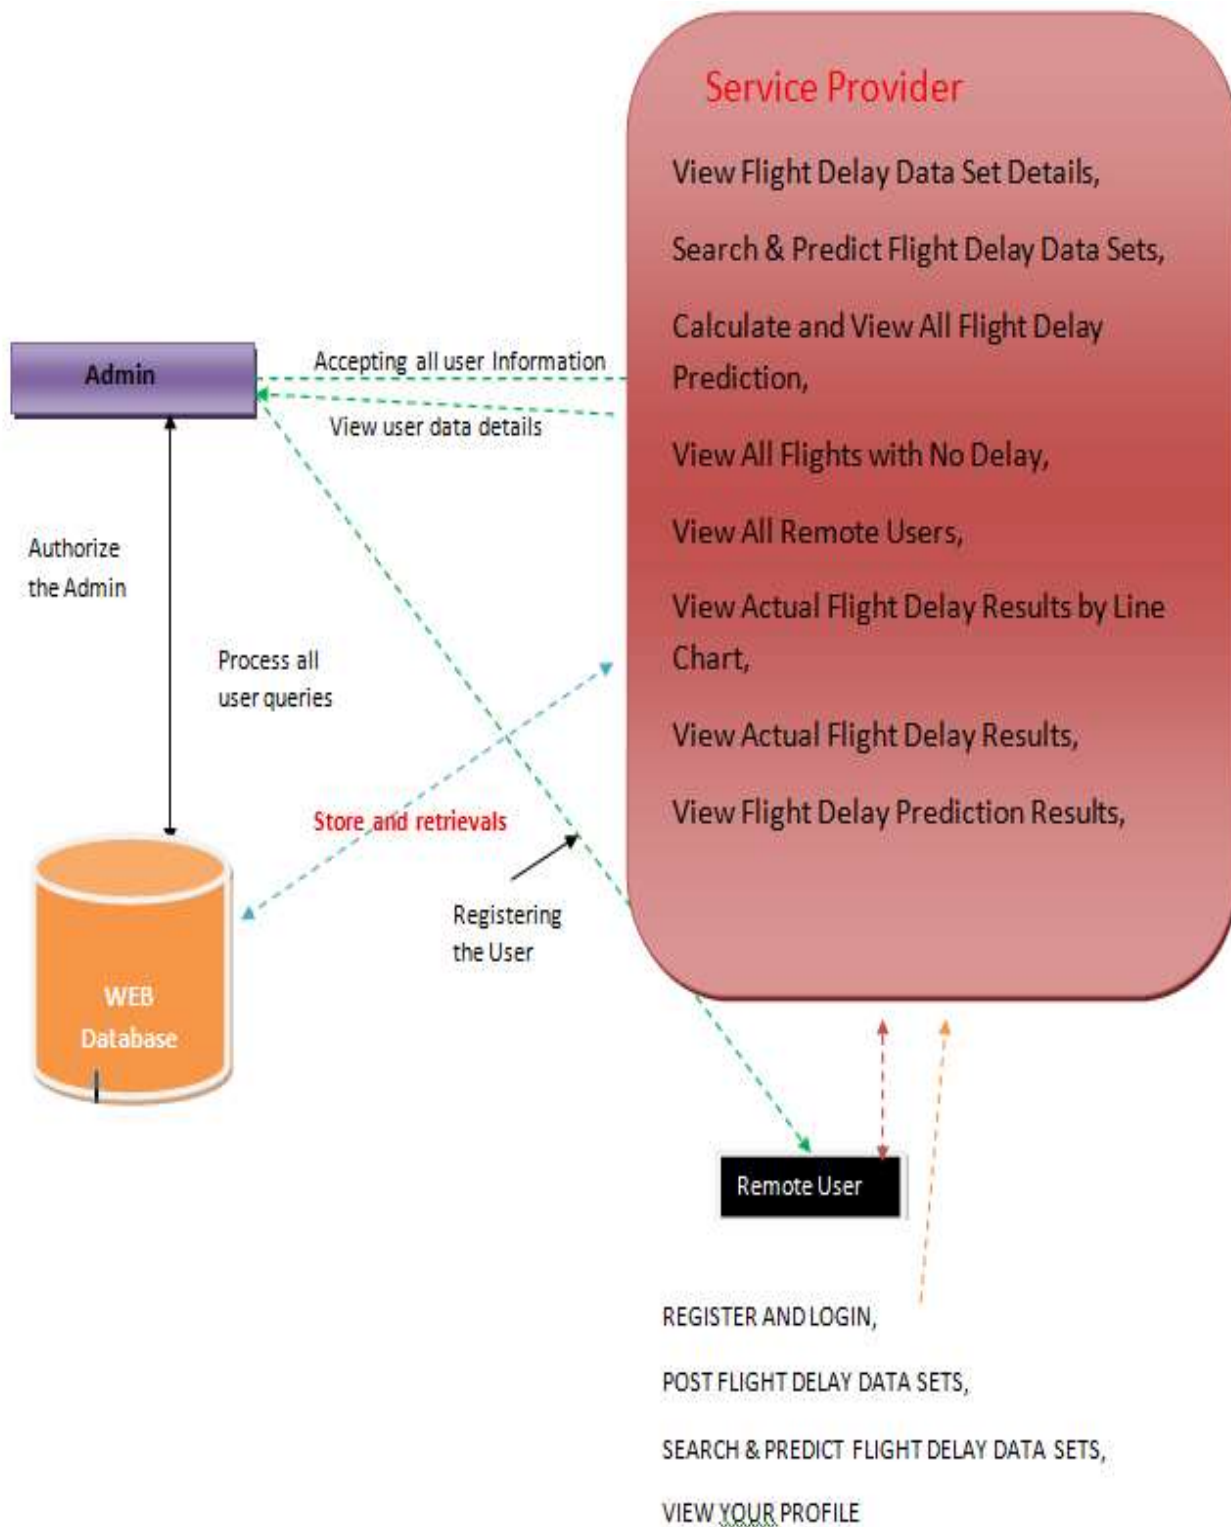 Service Provider
View Flight Delay Data Set Details,
Search & Predict Flight Delay Data Sets,
Calculate and View All Flight Delay
Prediction,
View All Flights with No Delay,
View All Remote Users,
View Actual Flight Delay Results by Line
Chart,
View Actual Flight Delay Results,
View Flight Delay Prediction Results,
Admin
Accepting all user Information
View user data details
Authorize
the Admin
Process all
user queries
Store and retrievals
Registering
the User
WEB
Database
Remote User
REGISTER AND LOGIN,
POST FLIGHT DELAY DATA SETS,
SEARCH & PREDICT FLIGHT DELAY DATA SETS,
VIEW YOUR PROFILE